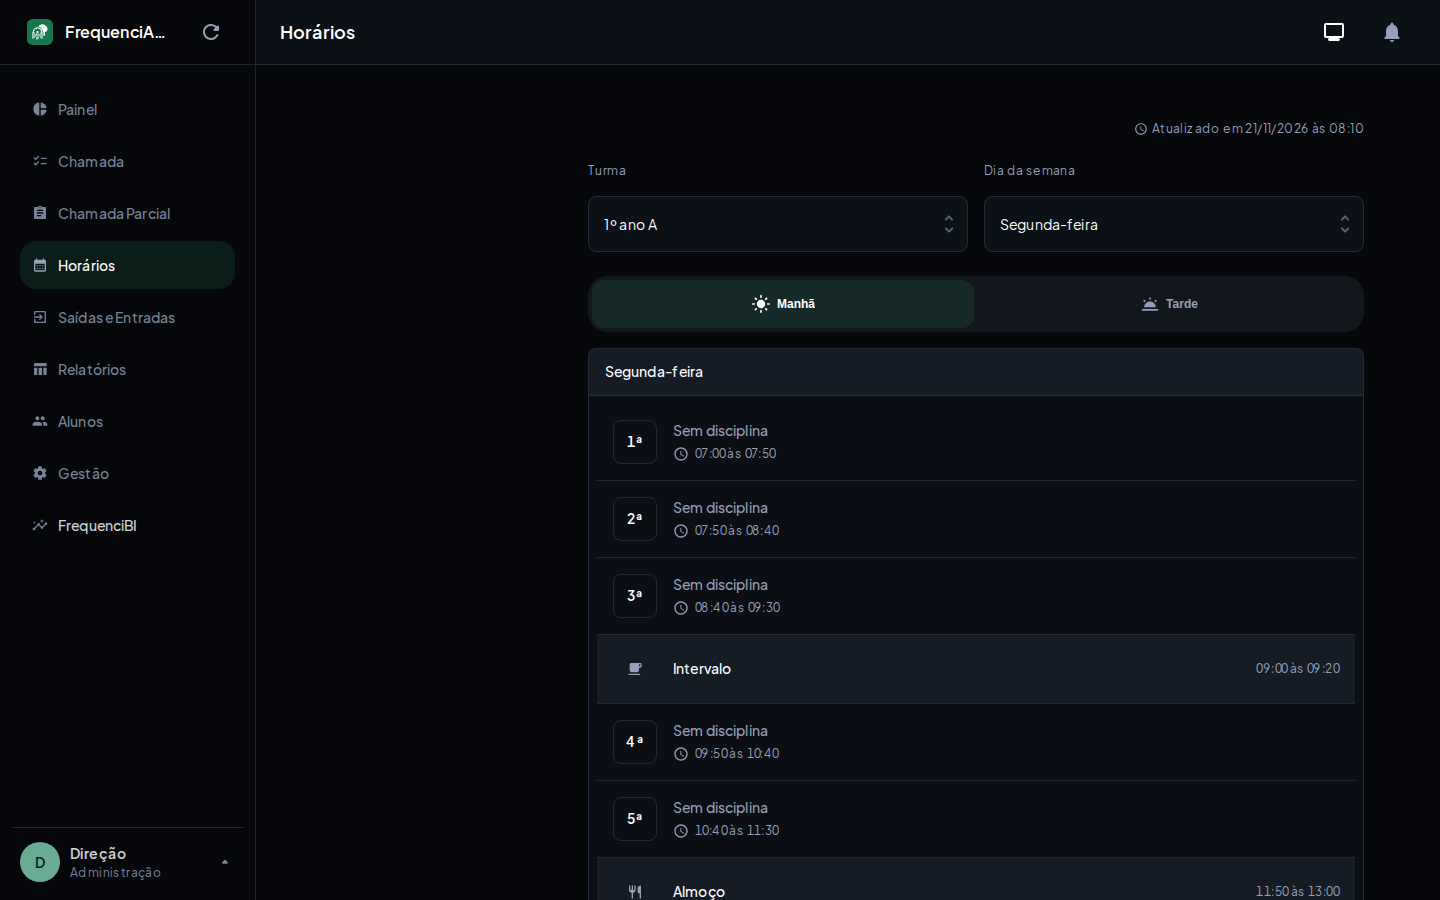 FrequenciA...
Horários
Painel
Chamada
Chamada Parcial
Horários
Saídas e Entradas
Relatórios
Alunos
Gestão
FrequenciBI
Direção
Administração
D
Atualizado em 21/11/2026 às 08:10
Turma
Dia da semana
1º ano A
Segunda-feira
Manhã
Tarde
Segunda-feira
1ª
Sem disciplina
07:00 às 07:50
2ª
Sem disciplina
07:50 às 08:40
3ª
Sem disciplina
08:40 às 09:30
Intervalo
09:00 às 09:20
4ª
Sem disciplina
09:50 às 10:40
5ª
Sem disciplina
10:40 às 11:30
Almoço
11:50 às 13:00